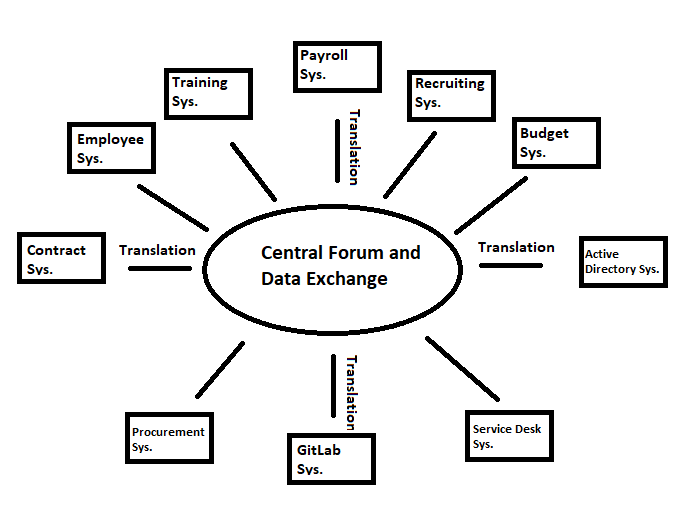 Payroll
Sys.
Training
Sys.
Recruiting
Sys.
Employee
Sys.
Budget
Sys.
Translation
Contract
Sys.
Translation
Central Forum and
Data Exchange
Translation
Active
Directory Sys.
Translation
Procurement
Sys.
GitLab
Sys.
Service Desk
Sys.